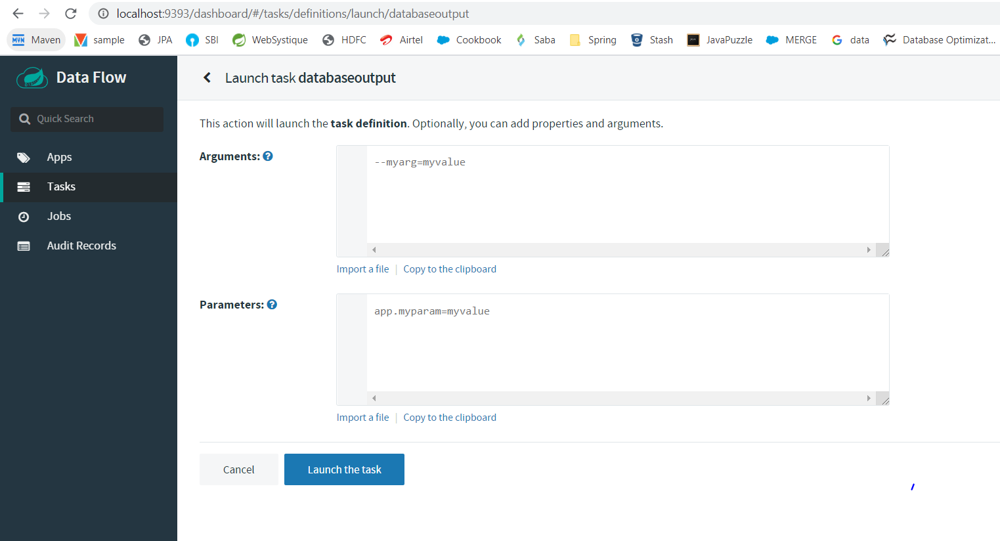 localhost:9393/dashboard/#/tasks/definitions/launch/databaseoutput
MVN Maven sample JPA SBI WebSystique HDFC Airtel Cookbook Saba Spring Stash JavaPuzzle MERGE data Database Optimizat...
Data Flow
Launch task databaseoutput
Quick Search
This action will launch the task definition. Optionally, you can add properties and arguments.
Apps
Arguments: ?
--myarg=myvalue
Tasks
Jobs
Audit Records
Import a file | Copy to the clipboard
Parameters: ?
app.myparam=myvalue
Import a file | Copy to the clipboard
Cancel Launch the task